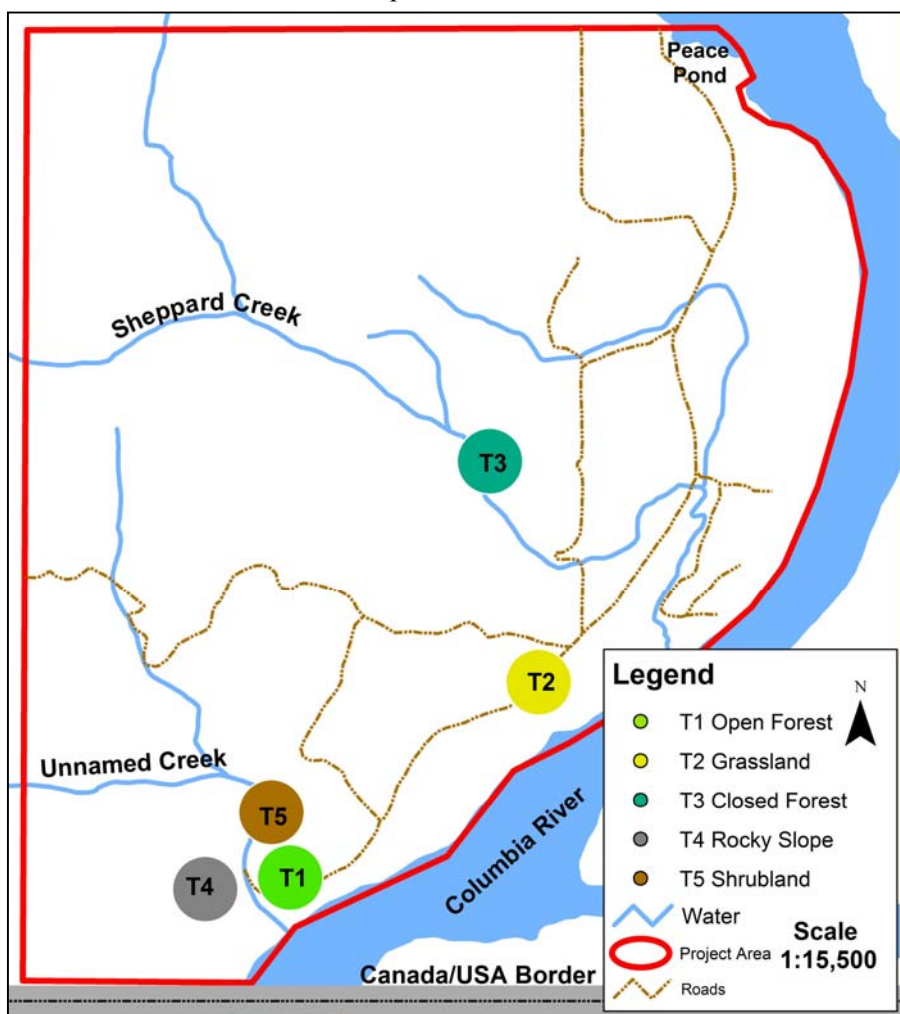 Peace
Pond
Sheppard Creek
T3
T2
Unnamed Creek
T5
T1
T4
Columbia River
Canada/USA Border
Legend
N
T1 Open Forest
T2 Grassland
T3 Closed Forest
T4 Rocky Slope
T5 Shrubland
Water
Project Area
Roads
Scale
1:15,500